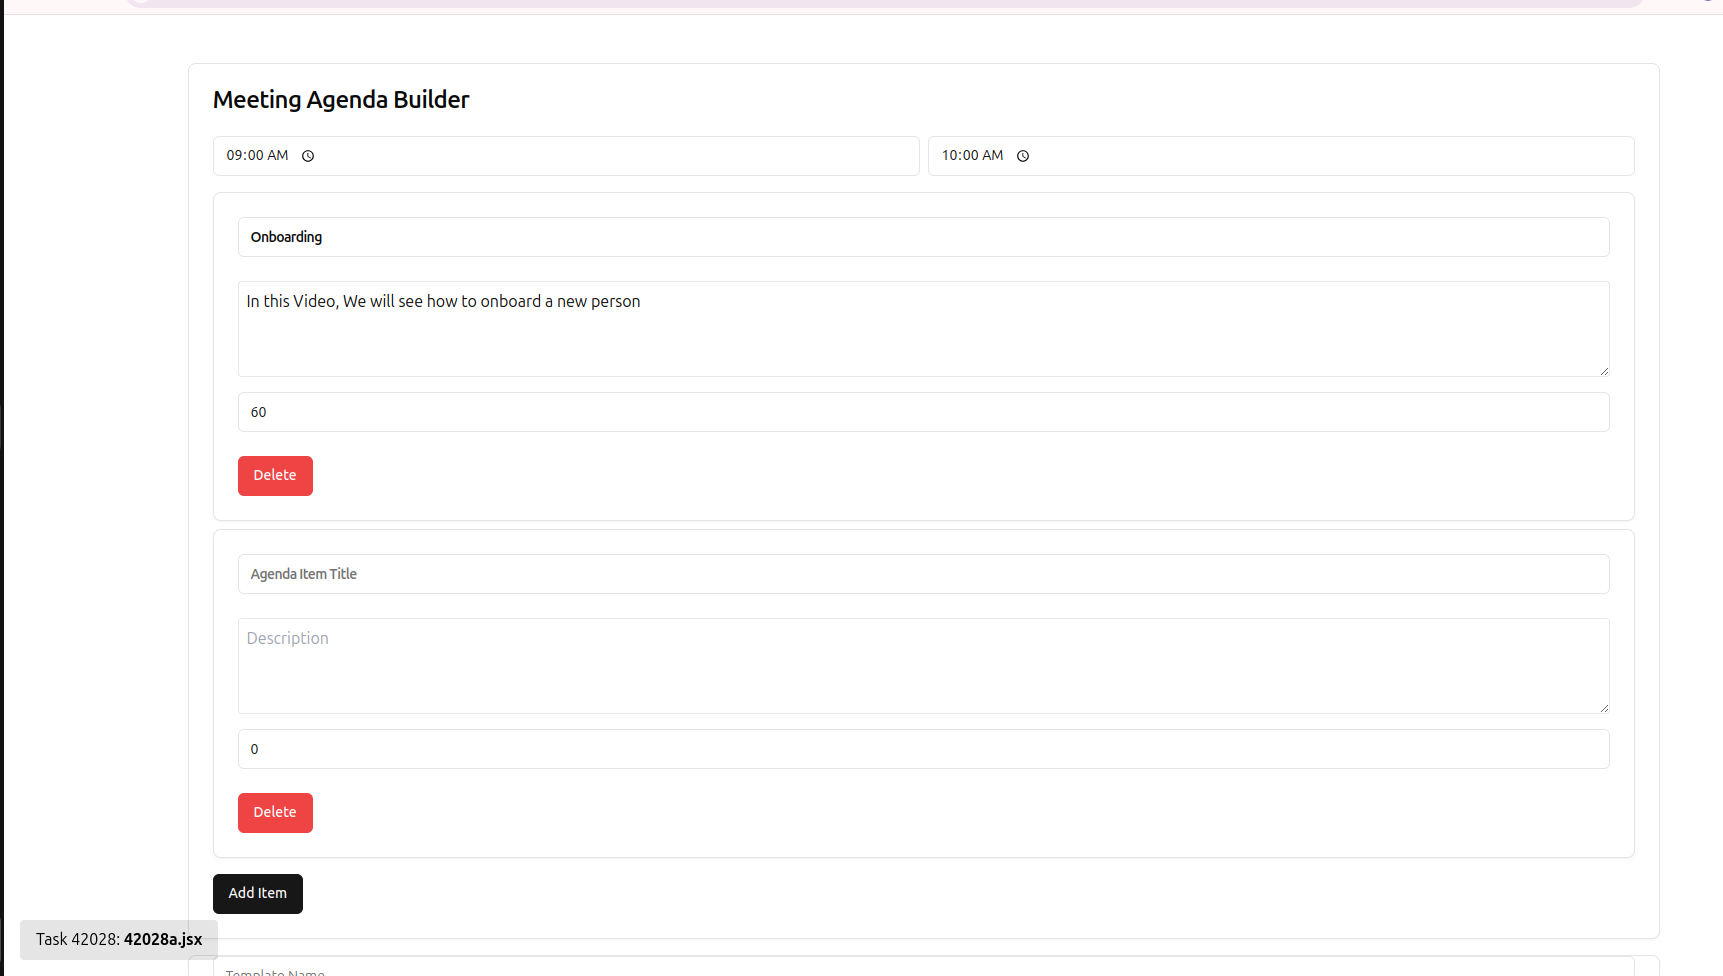 Meeting Agenda Builder
09:00 AM 10:00 AM
Onboarding
In this Video, We will see how to onboard a new person
60
Delete
Agenda Item Title
Description
0
Delete
Add Item
Task 42028: 42028a.jsx
Template Name